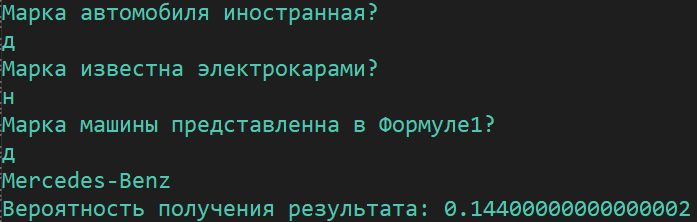 Марка автомобиля иностранная?
д
Марка известна электрокарами?
н
Марка машины представленна в Формуле1?
д
Mercedes-Benz
Вероятность получения результата: 0.14400000000000002